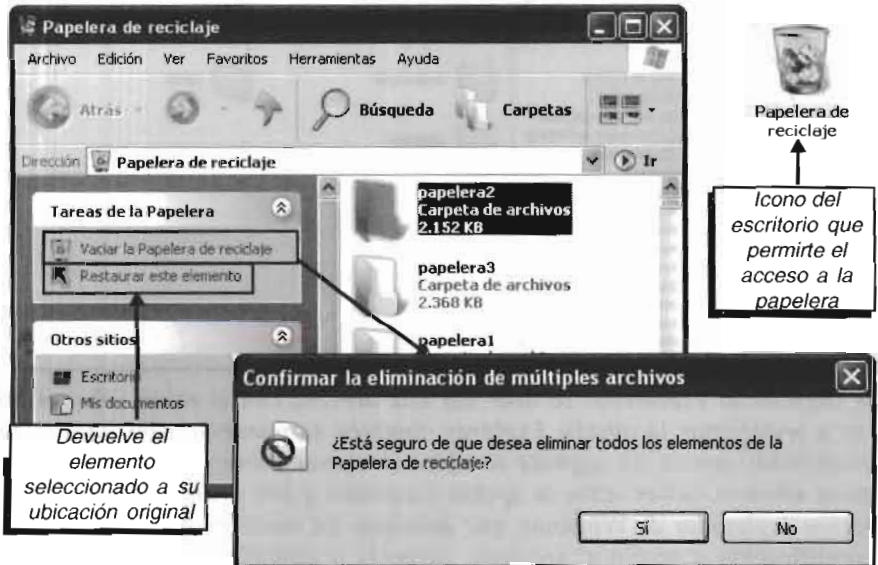 Papelera de reciclaje
Archivo Edición Ver Favoritos Herramientas Ayuda
Atrás
Búsqueda
Carpetas
Dirección
Papelera de reciclaje
Ir
Tareas de la Papelera
Vaciar la Papelera de reciclaje
Restaurar este elemento
Otros sitios
Escritorio
Mis documentos
papelera2
Carpeta de archivos
2.152 KB
papelera3
Carpeta de archivos
2.368 KB
papelera1
Papelera de
reciclaje
Icono del
escritorio que
permirte el
acceso a la
papelera
Devuelve el
elemento
seleccionado a su
ubicación original
Confirmar la eliminación de múltiples archivos
¿Está seguro de que desea eliminar todos los elementos de la
Papelera de reciclaje?
Sí
No